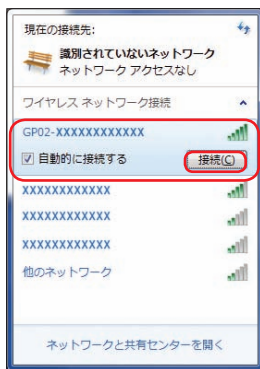 現在の接続先:
識別されていないネットワーク
ネットワーク アクセスなし
ワイヤレス ネットワーク接続
GP02-XXXXXXXXXXXX
自動的に接続する
接続(C)
XXXXXXXXXXXX
XXXXXXXXXXXX
XXXXXXXXXXXX
他のネットワーク
ネットワークと共有センターを開く